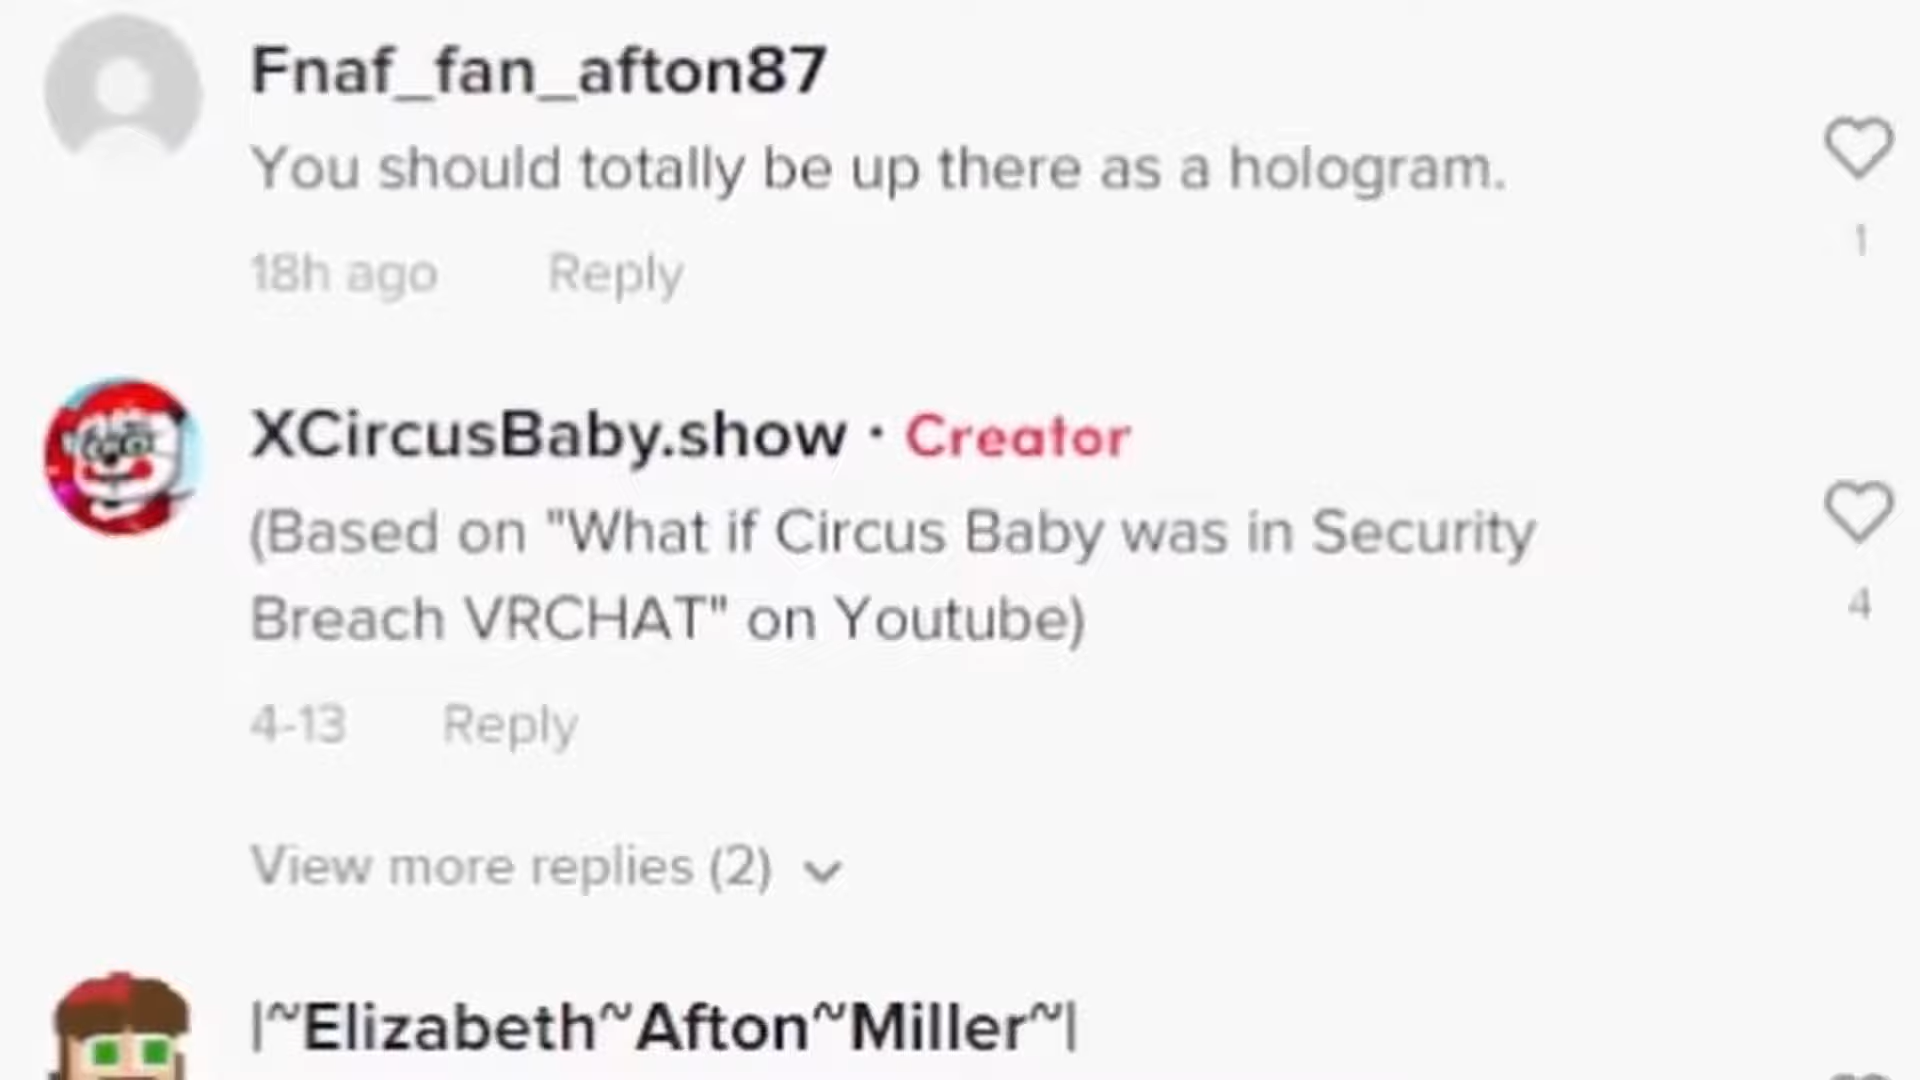 Fnaf_fan_afton87
You should totally be up there as a hologram.
1
18h ago Reply
XCircusBaby.show · Creator
(Based on "What if Circus Baby was in Security
Breach VRCHAT" on Youtube)
4
4-13 Reply
View more replies (2)
|~Elizabeth~Afton~Miller~|